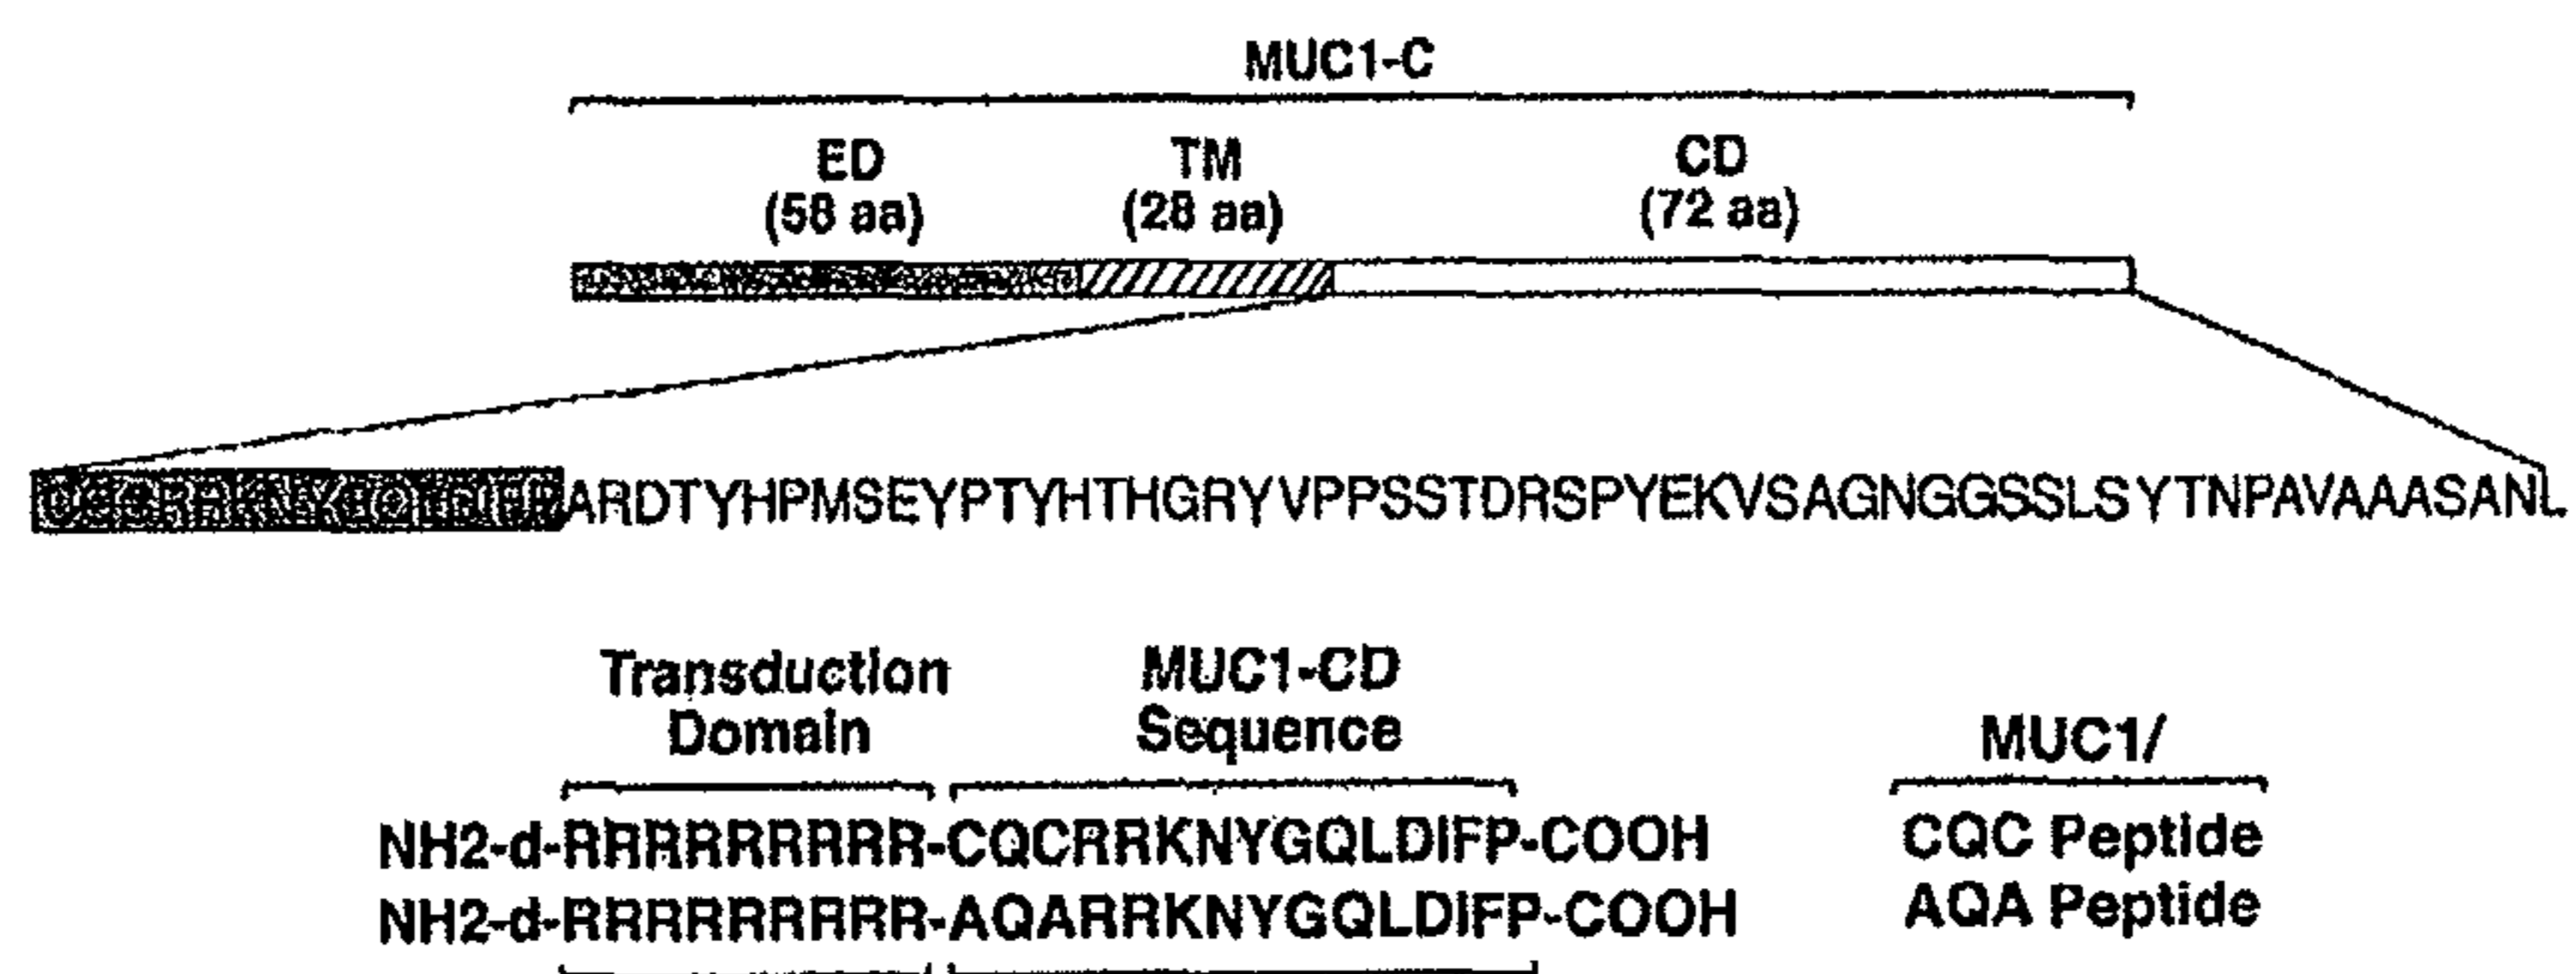 MUC1-C
ED TM CD
(58 aa) (28 aa) (72 aa)
ARDTYHPMSEYPTYHTHGRYVPPSSTDRSPYEKVSAGNGGSSLSYTNPAVAAASANL
Transduction MUC1-CD
Domain Sequence MUC1/
NH2-d-RRRRRRRRR-CQCRRKNYGQLDIFP-COOH CQC Peptide
NH2-d-RRRRRRRRR-AQARRKNYGQLDIFP-COOH AQA Peptide